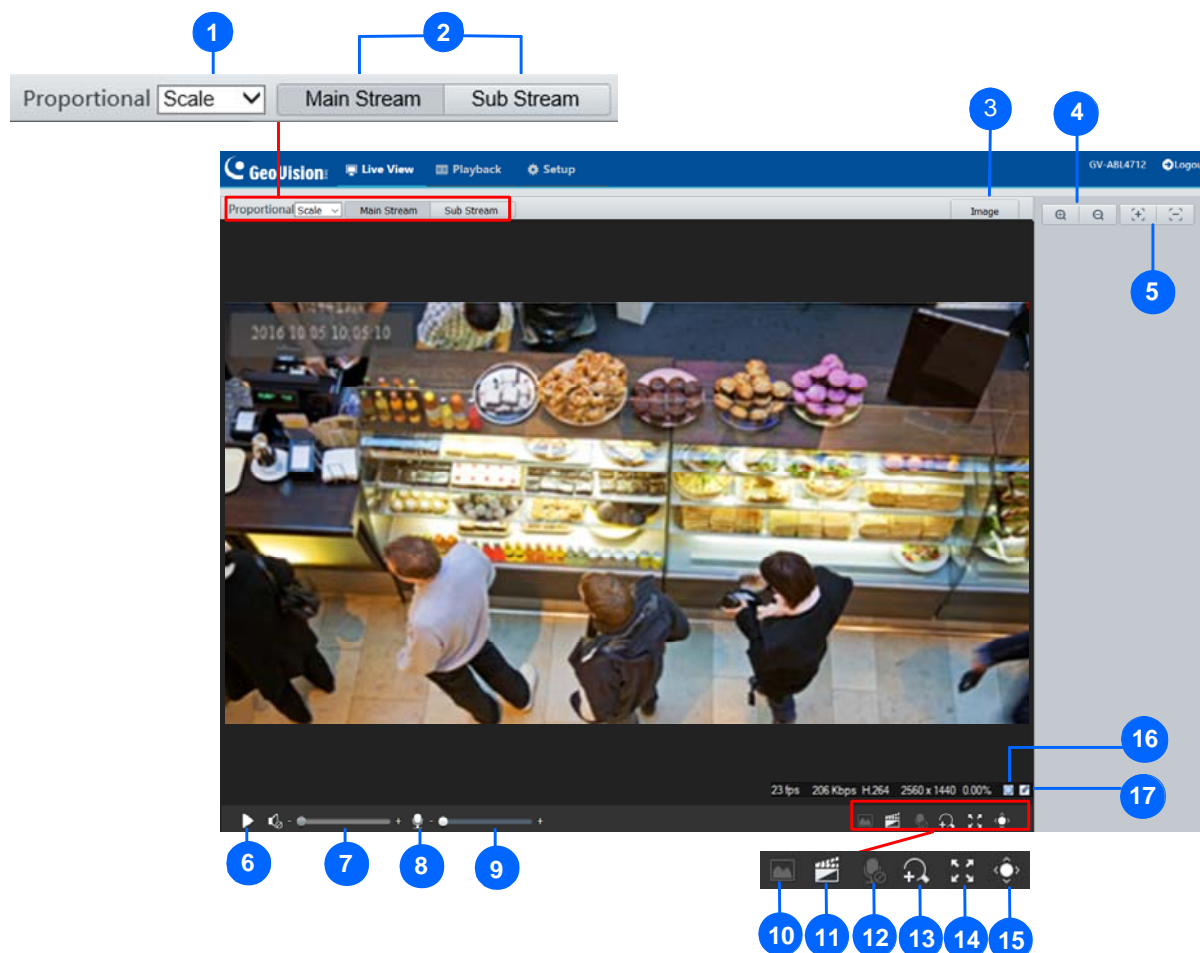 1
2
Proportional Scale Main Stream Sub Stream
3
4
GeoVision Live View Playback Setup GV-ABL4712 Logou
Proportional Scale Main Stream Sub Stream Image
5
2016 10 05 10:05:10
16
23 fps 206 Kbps H.264 2560 x 1440 0.00%
17
- + - +
6 7 8 9
10 11 12 13 14 15